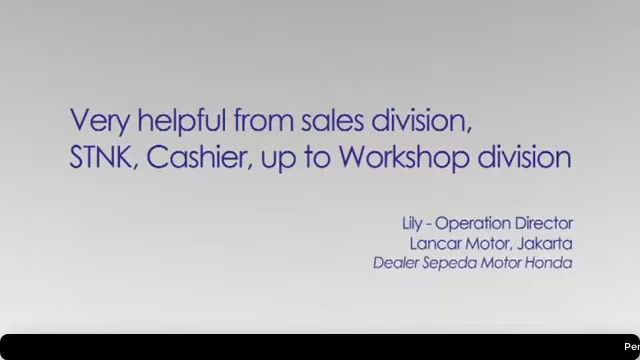 Very helpful from sales division,
STNK, Cashier, up to Workshop division
Lily - Operation Director
Lancar Motor, Jakarta
Dealer Sepeda Motor Honda